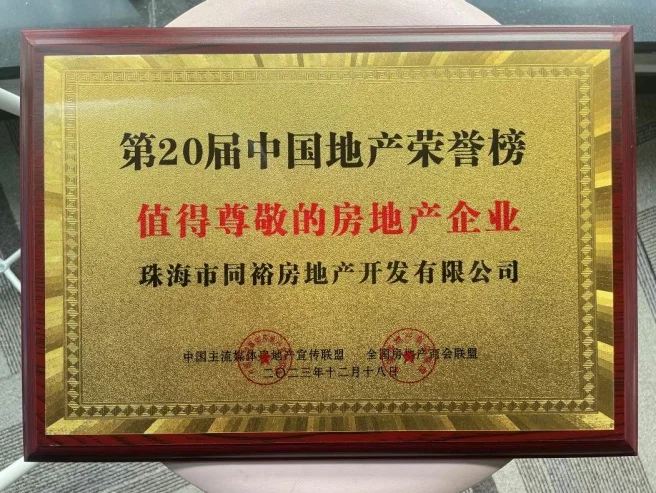 第20届中国地产荣誉榜
值得尊敬的房地产企业
珠海市同裕房地产开发有限公司
中国主流媒体房地产宣传联盟 全国房地产商会联盟
二〇二三年十二月十八日